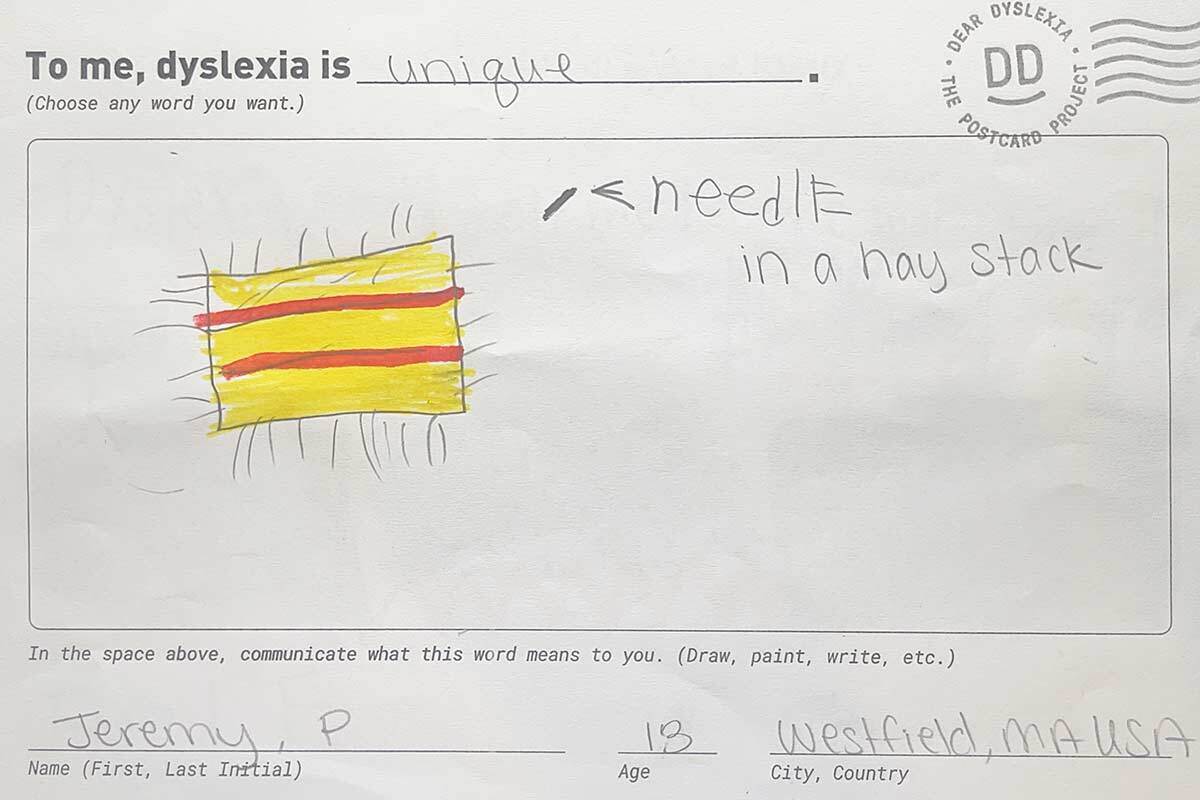 To me, dyslexia is unique.
(Choose any word you want.)
DEAR DYSLEXIA • THE POSTCARD PROJECT •
DD
< needlE
in a hay stack
In the space above, communicate what this word means to you. (Draw, paint, write, etc.)
Jeremy, P
Name (First, Last Initial)
13
Age
Westfield, MA USA
City, Country